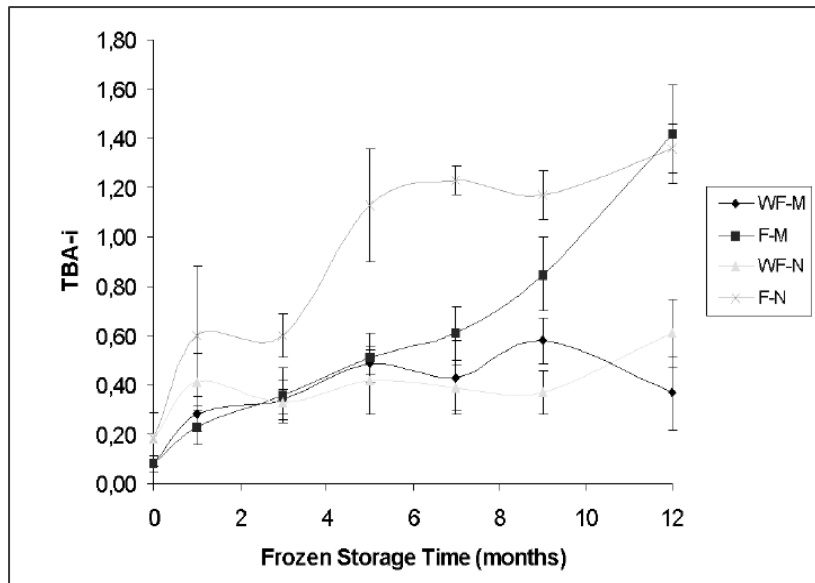 1,80
1,60
1,40
1,20
1,00
0,80
0,60
0,40
0,20
0,00
TBA-i
0 2 4 6 8 10 12
Frozen Storage Time (months)
WF-M
F-M
WF-N
F-N